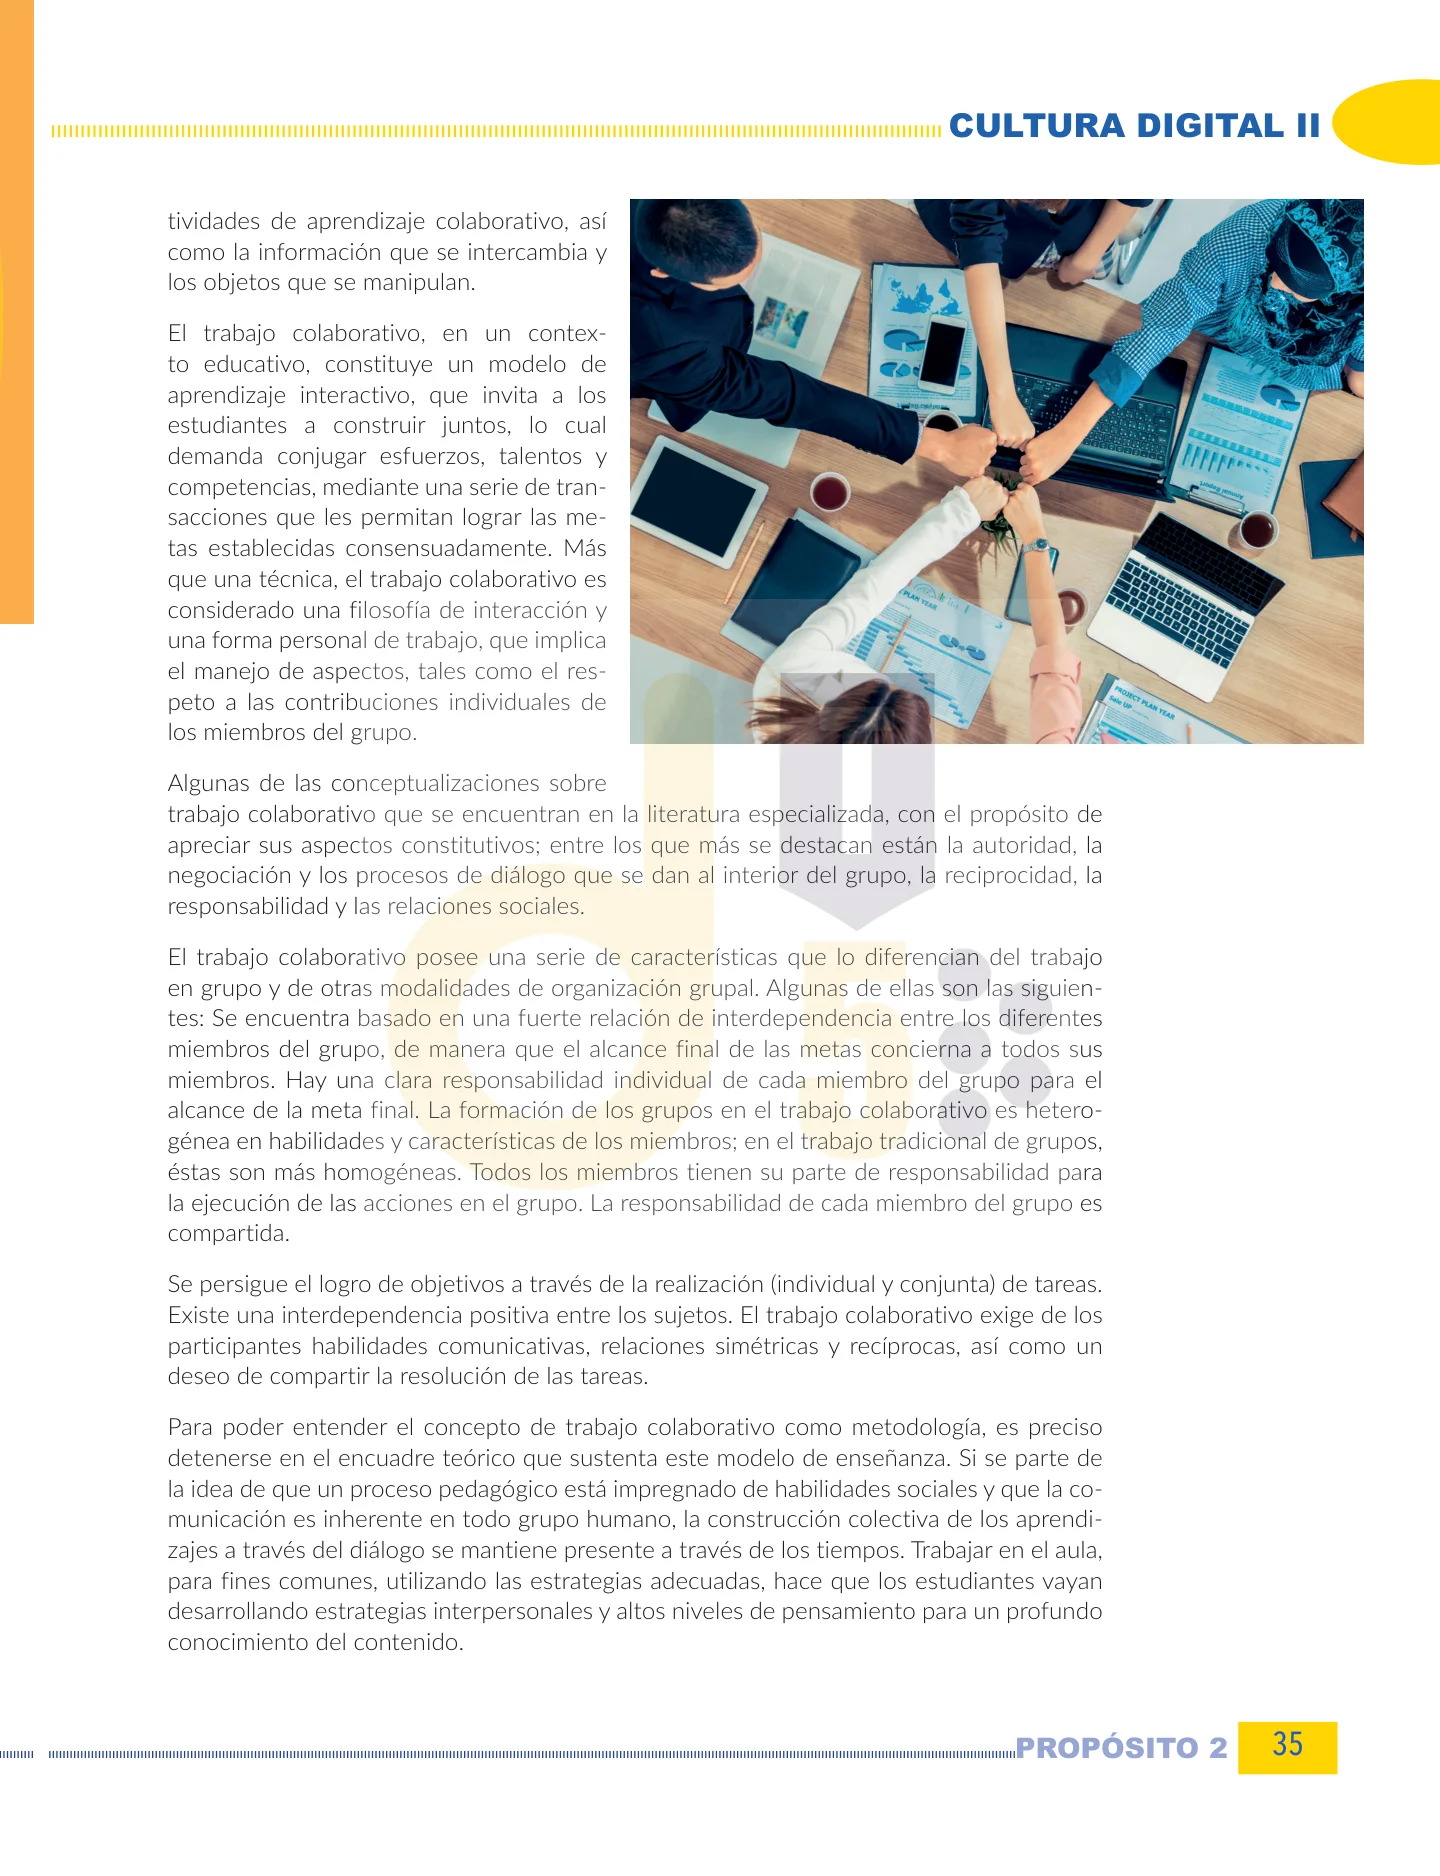 CULTURA DIGITAL II
tividades de aprendizaje colaborativo, así
como la información que se intercambia y
los objetos que se manipulan.
El trabajo colaborativo, en un contex-
to educativo, constituye un modelo de
aprendizaje interactivo, que invita a los
estudiantes a construir juntos, lo cual
demanda conjugar esfuerzos, talentos y
competencias, mediante una serie de tran-
sacciones que les permitan lograr las me-
tas establecidas consensuadamente. Más
que una técnica, el trabajo colaborativo es
considerado una filosofía de interacción y
una forma personal de trabajo, que implica
el manejo de aspectos, tales como el res-
peto a las contribuciones individuales de
los miembros del grupo.
Annual Report
PLAN YEAR
PROJECT PLAN YEAR
Sale UP
Algunas de las conceptualizaciones sobre
trabajo colaborativo que se encuentran en la literatura especializada, con el propósito de
apreciar sus aspectos constitutivos; entre los que más se destacan están la autoridad, la
negociación y los procesos de diálogo que se dan al interior del grupo, la reciprocidad, la
responsabilidad y las relaciones sociales.
El trabajo colaborativo posee una serie de características que lo diferencian del trabajo
en grupo y de otras modalidades de organización grupal. Algunas de ellas son las siguien-
tes: Se encuentra basado en una fuerte relación de interdependencia entre los diferentes
miembros del grupo, de manera que el alcance final de las metas concierna a todos sus
miembros. Hay una clara responsabilidad individual de cada miembro del grupo para el
alcance de la meta final. La formación de los grupos en el trabajo colaborativo es hetero-
génea en habilidades y características de los miembros; en el trabajo tradicional de grupos,
éstas son más homogéneas. Todos los miembros tienen su parte de responsabilidad para
la ejecución de las acciones en el grupo. La responsabilidad de cada miembro del grupo es
compartida.
Se persigue el logro de objetivos a través de la realización (individual y conjunta) de tareas.
Existe una interdependencia positiva entre los sujetos. El trabajo colaborativo exige de los
participantes habilidades comunicativas, relaciones simétricas y recíprocas, así como un
deseo de compartir la resolución de las tareas.
Para poder entender el concepto de trabajo colaborativo como metodología, es preciso
detenerse en el encuadre teórico que sustenta este modelo de enseñanza. Si se parte de
la idea de que un proceso pedagógico está impregnado de habilidades sociales y que la co-
municación es inherente en todo grupo humano, la construcción colectiva de los aprendi-
zajes a través del diálogo se mantiene presente a través de los tiempos. Trabajar en el aula,
para fines comunes, utilizando las estrategias adecuadas, hace que los estudiantes vayan
desarrollando estrategias interpersonales y altos niveles de pensamiento para un profundo
conocimiento del contenido.
PROPÓSITO 2
35